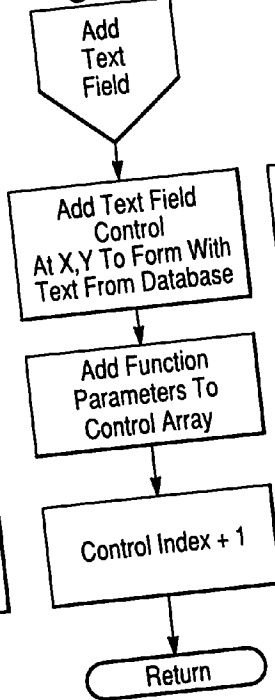 Add
Text
Field
Add Text Field
Control
At X,Y To Form With
Text From Database
Add Function
Parameters To
Control Array
Control Index + 1
Return